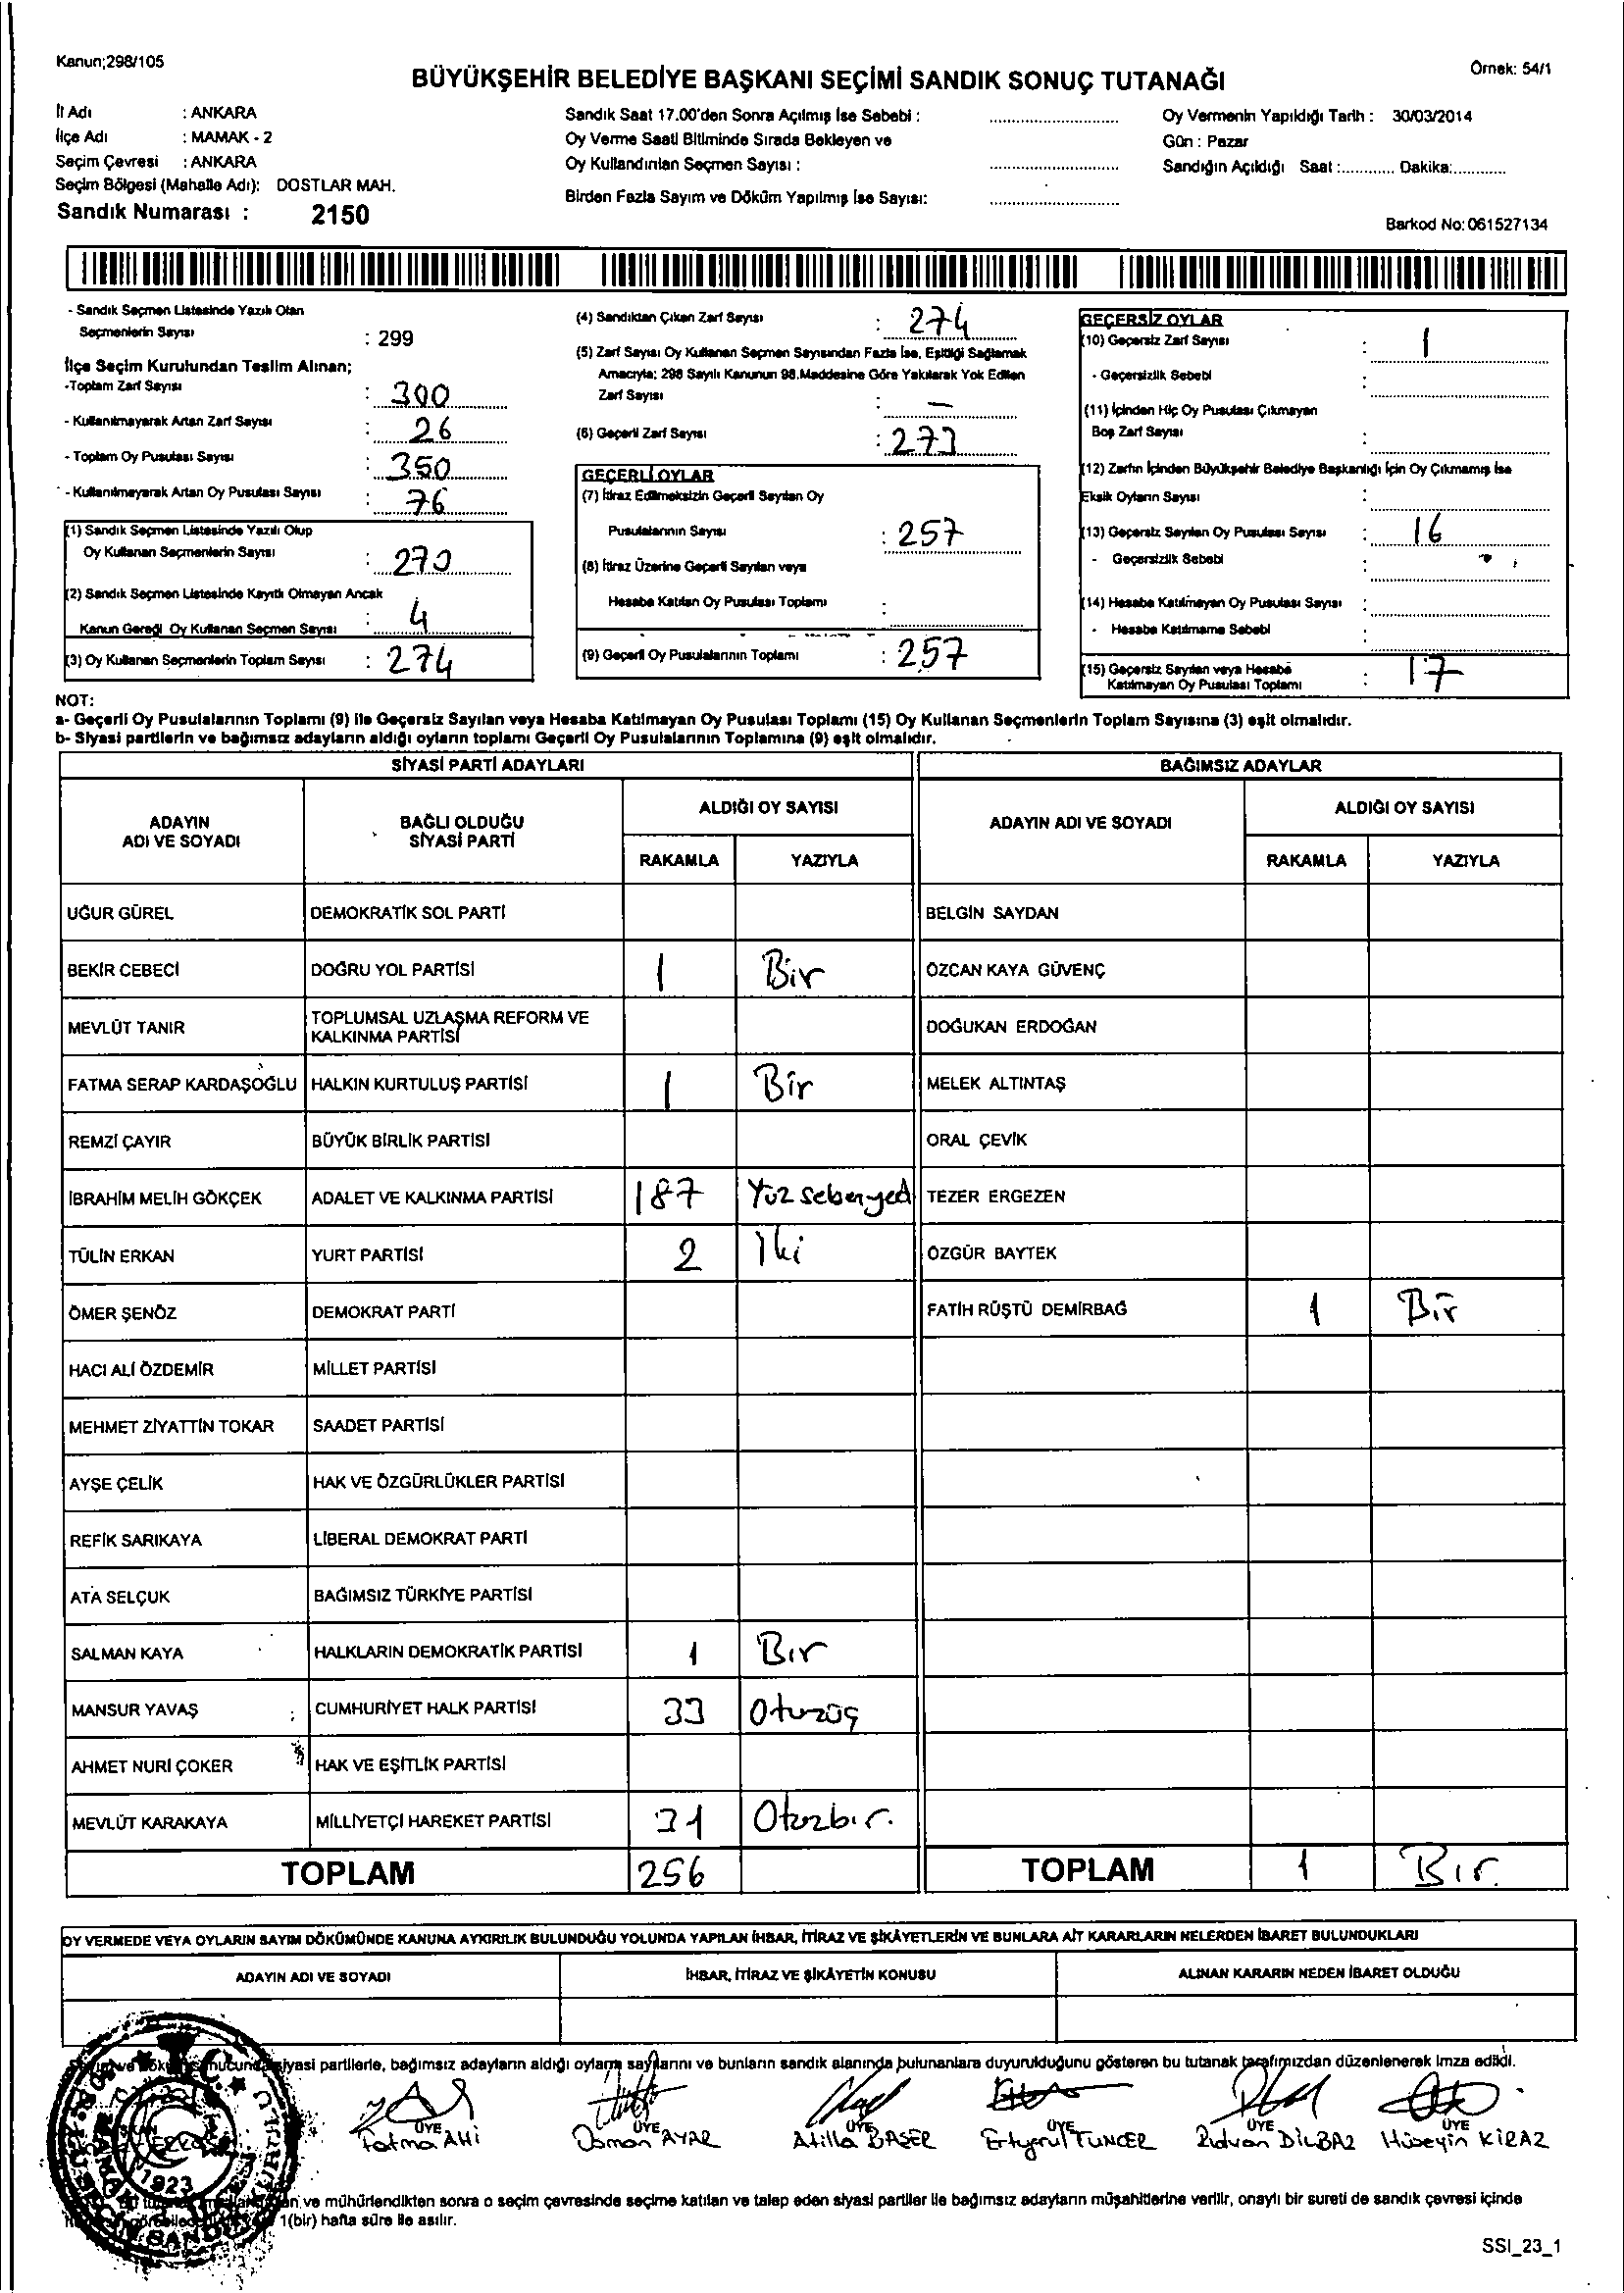 Kanun;298/105
Örnek: 54/1
BÜYÜKŞEHİR BELEDİYE BAŞKANI SEÇİMİ SANDIK SONUÇ TUTANAĞI
İl Adı : ANKARA
İlçe Adı : MAMAK - 2
Seçim Çevresi : ANKARA
Seçim Bölgesi (Mahalle Adı): DOSTLAR MAH.
Sandık Numarası : 2150
Sandık Saat 17.00'den Sonra Açılmış İse Sebebi :
Oy Verme Saati Bitiminde Sırada Bekleyen ve
Oy Kullandırılan Seçmen Sayısı :
Birden Fazla Sayım ve Döküm Yapılmış İse Sayısı:
Oy Vermenin Yapıldığı Tarih : 30/03/2014
Gün : Pazar
Sandığın Açıldığı Saat :............ Dakika:............
Barkod No: 061527134
- Sandık Seçmen Listesinde Yazılı Olan
Seçmenlerin Sayısı : 299
İlçe Seçim Kurulundan Teslim Alınan;
-Toplam Zarf Sayısı : 300
- Kullanılmayarak Artan Zarf Sayısı : 26
- Toplam Oy Pusulası Sayısı : 350
- Kullanılmayarak Artan Oy Pusulası Sayısı : 76
(1) Sandık Seçmen Listesinde Yazılı Olup
Oy Kullanan Seçmenlerin Sayısı : 270
(2) Sandık Seçmen Listesinde Kayıtlı Olmayan Ancak
Kanun Gereği Oy Kullanan Seçmen Sayısı : 4
(3) Oy Kullanan Seçmenlerin Toplam Sayısı : 274
(4) Sandıktan Çıkan Zarf Sayısı : 274
(5) Zarf Sayısı Oy Kullanan Seçmen Sayısından Fazla İse, Eşitliği Sağlamak
Amacıyla; 298 Sayılı Kanunun 98.Maddesine Göre Yakılarak Yok Edilen
Zarf Sayısı : —
(6) Geçerli Zarf Sayısı : 273
GEÇERLİ OYLAR
(7) İtiraz Edilmeksizin Geçerli Sayılan Oy
Pusulalarının Sayısı : 257
(8) İtiraz Üzerine Geçerli Sayılan veya
Hesaba Katılan Oy Pusulası Toplamı :
(9) Geçerli Oy Pusulalarının Toplamı : 257
GEÇERSİZ OYLAR
(10) Geçersiz Zarf Sayısı : 1
- Geçersizlik Sebebi :
(11) İçinden Hiç Oy Pusulası Çıkmayan
Boş Zarf Sayısı :
(12) Zarfın İçinden Büyükşehir Belediye Başkanlığı İçin Oy Çıkmamış İse
Eksik Oyların Sayısı :
(13) Geçersiz Sayılan Oy Pusulası Sayısı : 16
- Geçersizlik Sebebi :
(14) Hesaba Katılmayan Oy Pusulası Sayısı :
- Hesaba Katılmama Sebebi :
(15) Geçersiz Sayılan veya Hesaba
Katılmayan Oy Pusulası Toplamı : 17
NOT:
a- Geçerli Oy Pusulalarının Toplamı (9) ile Geçersiz Sayılan veya Hesaba Katılmayan Oy Pusulası Toplamı (15) Oy Kullanan Seçmenlerin Toplam Sayısına (3) eşit olmalıdır.
b- Siyasi partilerin ve bağımsız adayların aldığı oyların toplamı Geçerli Oy Pusulalarının Toplamına (9) eşit olmalıdır.
SİYASİ PARTİ ADAYLARI BAĞIMSIZ ADAYLAR
ADAYIN
ADI VE SOYADI
BAĞLI OLDUĞU
SİYASİ PARTİ
ALDIĞI OY SAYISI
RAKAMLA YAZIYLA
ADAYIN ADI VE SOYADI
ALDIĞI OY SAYISI
RAKAMLA YAZIYLA
UĞUR GÜREL DEMOKRATİK SOL PARTİ BELGİN SAYDAN
BEKİR CEBECİ DOĞRU YOL PARTİSİ 1 Bir ÖZCAN KAYA GÜVENÇ
MEVLÜT TANIR TOPLUMSAL UZLAŞMA REFORM VE
KALKINMA PARTİSİ DOĞUKAN ERDOĞAN
FATMA SERAP KARDAŞOĞLU HALKIN KURTULUŞ PARTİSİ 1 Bir MELEK ALTINTAŞ
REMZİ ÇAYIR BÜYÜK BİRLİK PARTİSİ ORAL ÇEVİK
İBRAHİM MELİH GÖKÇEK ADALET VE KALKINMA PARTİSİ 187 Yüz sebenyed TEZER ERGEZEN
TÜLİN ERKAN YURT PARTİSİ 2 İki ÖZGÜR BAYTEK
ÖMER ŞENÖZ DEMOKRAT PARTİ FATİH RÜŞTÜ DEMİRBAĞ 1 Bir
HACI ALİ ÖZDEMİR MİLLET PARTİSİ
MEHMET ZİYATTİN TOKAR SAADET PARTİSİ
AYŞE ÇELİK HAK VE ÖZGÜRLÜKLER PARTİSİ
REFİK SARIKAYA LİBERAL DEMOKRAT PARTİ
ATA SELÇUK BAĞIMSIZ TÜRKİYE PARTİSİ
SALMAN KAYA HALKLARIN DEMOKRATİK PARTİSİ 1 Bir
MANSUR YAVAŞ CUMHURİYET HALK PARTİSİ 33 Otuzüç
AHMET NURİ ÇOKER HAK VE EŞİTLİK PARTİSİ
MEVLÜT KARAKAYA MİLLİYETÇİ HAREKET PARTİSİ 31 Otuzbir.
TOPLAM 256 TOPLAM 1 Bir.
OY VERMEDE VEYA OYLARIN SAYIM DÖKÜMÜNDE KANUNA AYKIRILIK BULUNDUĞU YOLUNDA YAPILAN İHBAR, İTİRAZ VE ŞİKÂYETLERİN VE BUNLARA AİT KARARLARIN NELERDEN İBARET BULUNDUKLARI
ADAYIN ADI VE SOYADI İHBAR, İTİRAZ VE ŞİKÂYETİN KONUSU ALINAN KARARIN NEDEN İBARET OLDUĞU
siyasi partilerle, bağımsız adayların aldığı oyların sayılarını ve bunların sandık alanında bulunanlara duyurulduğunu gösteren bu tutanak tarafımızdan düzenlenerek imza edildi.
ÜYE ÜYE ÜYE ÜYE ÜYE ÜYE
Fatma AHİ Osman AYAR Atilla BAŞER Ertuğrul TUNCER Rıdvan DİLBAZ Hüseyin KİRAZ
1923
ve mühürlendikten sonra o seçim çevresinde seçime katılan ve talep eden siyasi partiler ile bağımsız adayların müşahitlerine verilir, onaylı bir sureti de sandık çevresi içinde
1(bir) hafta süre ile asılır.
SSI_23_1